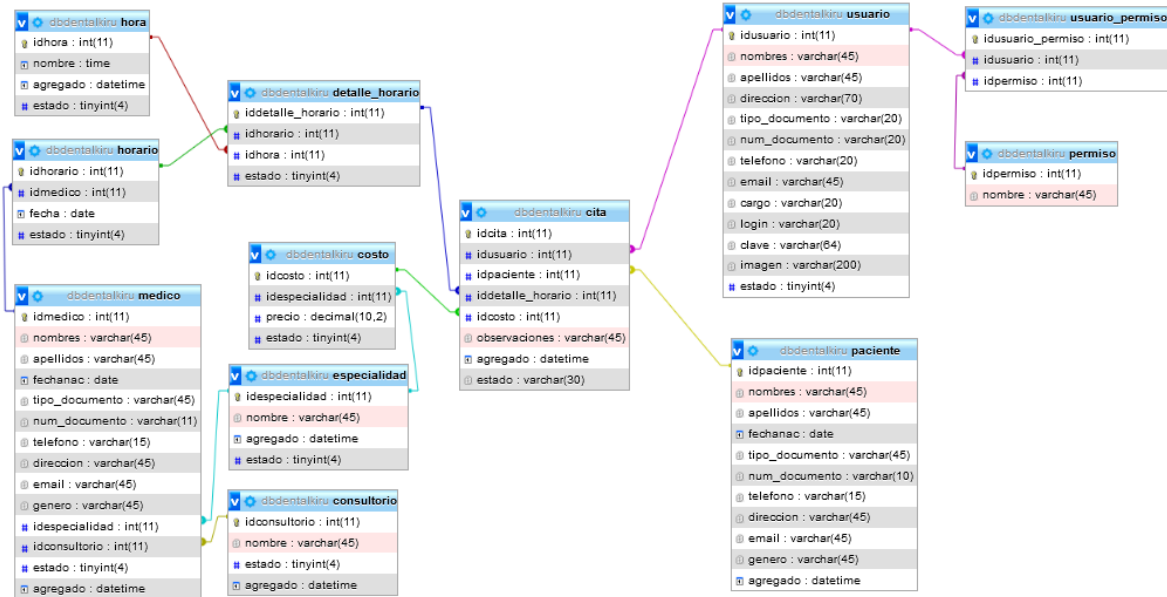 dbdentalkiru hora
idhora : int(11)
nombre : time
agregado : datetime
estado : tinyint(4)
dbdentalkiru horario
idhorario : int(11)
idmedico : int(11)
fecha : date
estado : tinyint(4)
dbdentalkiru medico
idmedico : int(11)
nombres : varchar(45)
apellidos : varchar(45)
fechanac : date
tipo_documento : varchar(45)
num_documento : varchar(11)
telefono : varchar(15)
direccion : varchar(45)
email : varchar(45)
genero : varchar(45)
idespecialidad : int(11)
idconsultorio : int(11)
estado : tinyint(4)
agregado : datetime
dbdentalkiru detalle_horario
iddetalle_horario : int(11)
idhorario : int(11)
idhora : int(11)
estado : tinyint(4)
dbdentalkiru costo
idcosto : int(11)
idespecialidad : int(11)
precio : decimal(10,2)
estado : tinyint(4)
dbdentalkiru especialidad
idespecialidad : int(11)
nombre : varchar(45)
agregado : datetime
estado : tinyint(4)
dbdentalkiru consultorio
idconsultorio : int(11)
nombre : varchar(45)
estado : tinyint(4)
agregado : datetime
dbdentalkiru cita
idcita : int(11)
idusuario : int(11)
idpaciente : int(11)
iddetalle_horario : int(11)
idcosto : int(11)
observaciones : varchar(45)
agregado : datetime
estado : varchar(30)
dbdentalkiru usuario
idusuario : int(11)
nombres : varchar(45)
apellidos : varchar(45)
direccion : varchar(70)
tipo_documento : varchar(20)
num_documento : varchar(20)
telefono : varchar(20)
email : varchar(45)
cargo : varchar(20)
login : varchar(20)
clave : varchar(64)
imagen : varchar(200)
estado : tinyint(4)
dbdentalkiru paciente
idpaciente : int(11)
nombres : varchar(45)
apellidos : varchar(45)
fechanac : date
tipo_documento : varchar(45)
num_documento : varchar(10)
telefono : varchar(15)
direccion : varchar(45)
email : varchar(45)
genero : varchar(45)
agregado : datetime
dbdentalkiru usuario_permiso
idusuario_permiso : int(11)
idusuario : int(11)
idpermiso : int(11)
dbdentalkiru permiso
idpermiso : int(11)
nombre : varchar(45)